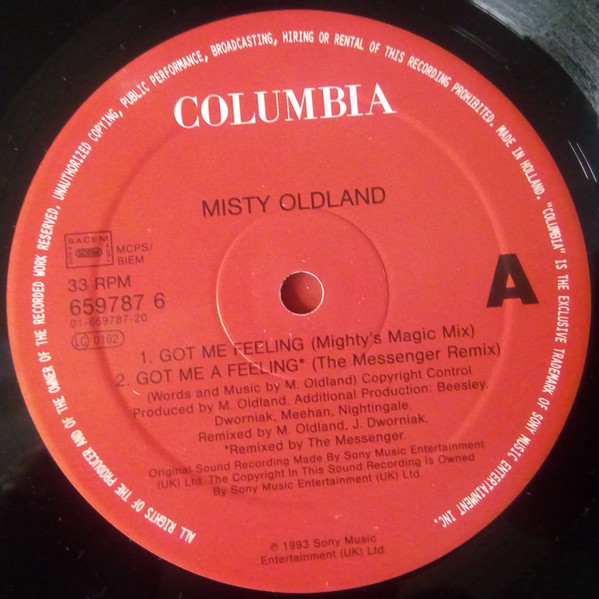 ALL RIGHTS OF THE PRODUCER AND OF THE OWNER OF THE RECORDED WORK RESERVED. UNAUTHORIZED COPYING, PUBLIC PERFORMANCE, BROADCASTING, HIRING OR RENTAL OF THIS RECORDING PROHIBITED. MADE IN HOLLAND. "COLUMBIA" IS THE EXCLUSIVE TRADEMARK OF SONY MUSIC ENTERTAINMENT INC.
COLUMBIA
MISTY OLDLAND
SACEM
MCPS/
BIEM
33 RPM
659787 6
01-659787-20
LC 0162
A
1. GOT ME FEELING (Mighty's Magic Mix)
2. GOT ME A FEELING* (The Messenger Remix)
(Words and Music by M. Oldland) Copyright Control
Produced by M. Oldland. Additional Production: Beesley,
Dworniak, Meehan, Nightingale.
Remixed by M. Oldland, J. Dworniak.
*Remixed by The Messenger.
Original Sound Recording Made By Sony Music Entertainment
(UK) Ltd. The Copyright In This Sound Recording Is Owned
By Sony Music Entertainment (UK) Ltd.
℗ 1993 Sony Music
Entertainment (UK) Ltd.